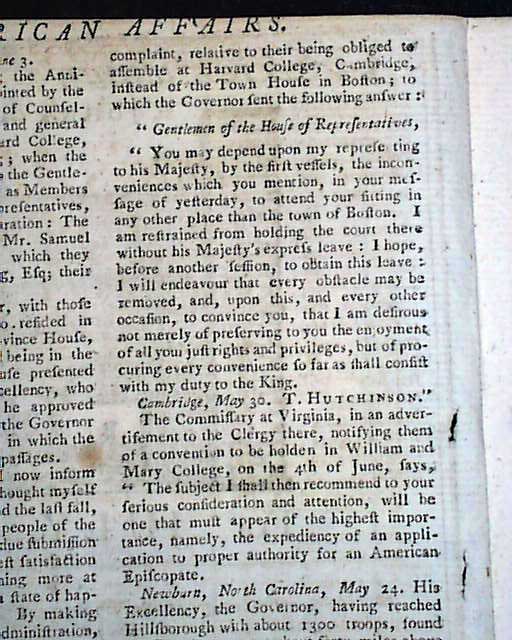 RICAN AFFAIRS.
ne 3.
the Anti-
inted by the
of Counsel-
and general
ard College,
; when the
e the Gentle-
as Members
presentatives,
aration: The
Mr. Samuel
which they
g, Esq; their
r, with those
o resided in
vince House,
being in the
use presented
cellency, who
he approved
the Governor
in which the
passages.
I now inform
hought myself
d the last fall,
people of the
due submission
est satisfaction
ning more at
a state of hap-
By making
dministration,
complaint, relative to their being obliged to
assemble at Harvard College, Cambridge,
instead of the Town House in Boston; to
which the Governor sent the following answer:
" Gentlemen of the House of Representatives,
" You may depend upon my represe ting
to his Majesty, by the first vessels, the incon-
veniences which you mention, in your mes-
sage of yesterday, to attend your sitting in
any other place than the town of Boston. I
am restrained from holding the court there
without his Majesty's express leave: I hope,
before another session, to obtain this leave:
I will endeavour that every obstacle may be
removed, and, upon this, and every other
occasion, to convince you, that I am desirous
not merely of preserving to you the enjoyment
of all your just rights and privileges, but of pro-
curing every convenience so far as shall consist
with my duty to the King.
Cambridge, May 30. T. HUTCHINSON."
The Commissary at Virginia, in an adver-
tisement to the Clergy there, notifying them
of a convention to be holden in William and
Mary College, on the 4th of June, says,
" The subject I shall then recommend to your
serious consideration and attention, will be
one that must appear of the highest impor-
tance, namely, the expediency of an appli-
cation to proper authority for an American
Episcopate.
Newburn, North Carolina, May 24. His
Excellency, the Governor, having reached
Hillsborough with about 1300 troops, found